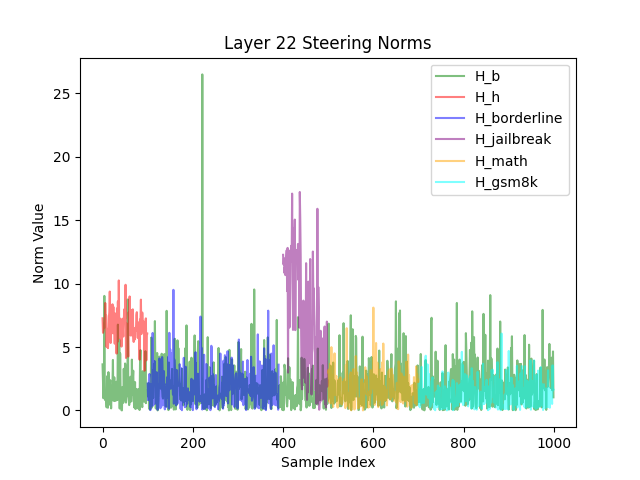 Layer 22 Steering Norms
Norm Value
25
20
15
10
5
0
H_b
H_h
H_borderline
H_jailbreak
H_math
H_gsm8k
0
200
400
600
800
1000
Sample Index